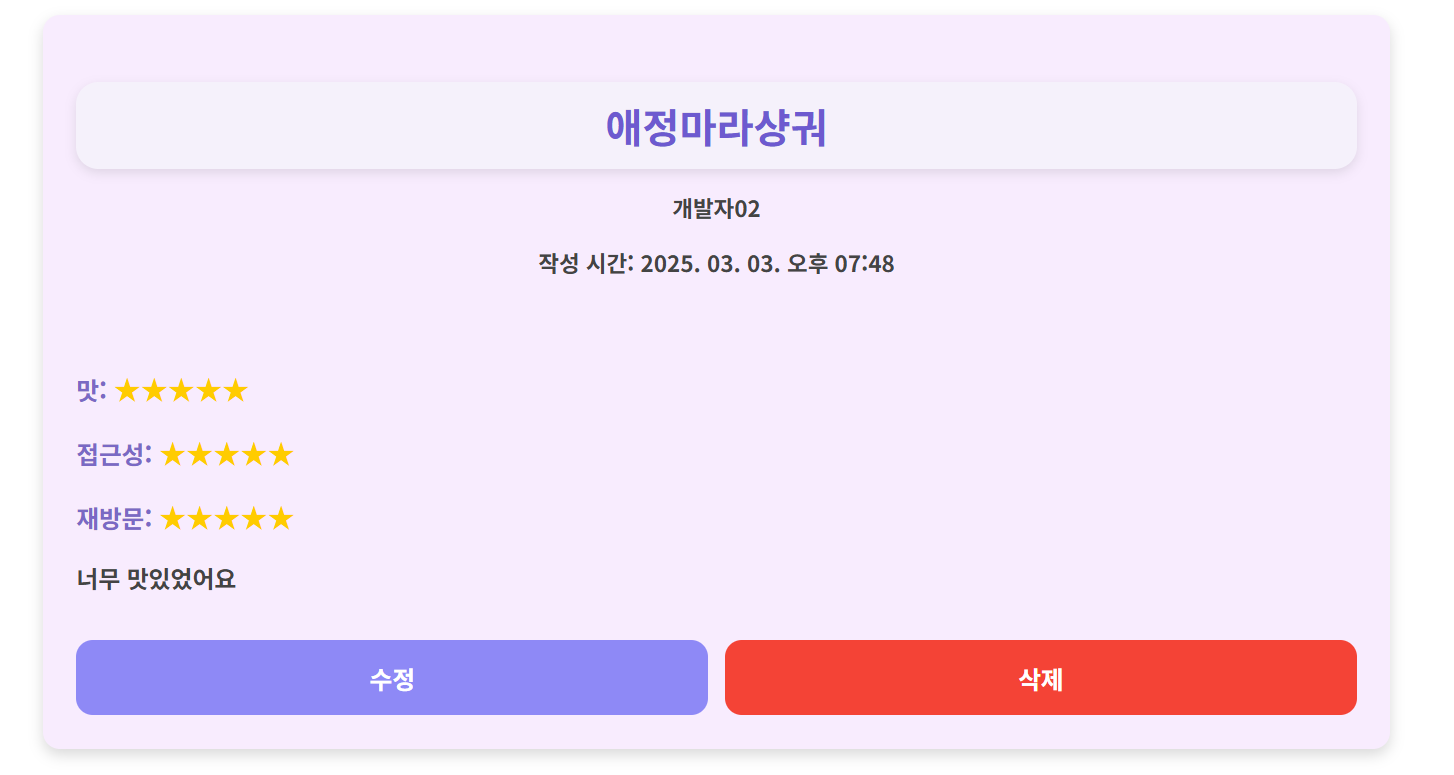 애정마라샹궈
개발자02
작성 시간: 2025. 03. 03. 오후 07:48
맛: ★★★★★
접근성: ★★★★★
재방문: ★★★★★
너무 맛있었어요
수정
삭제